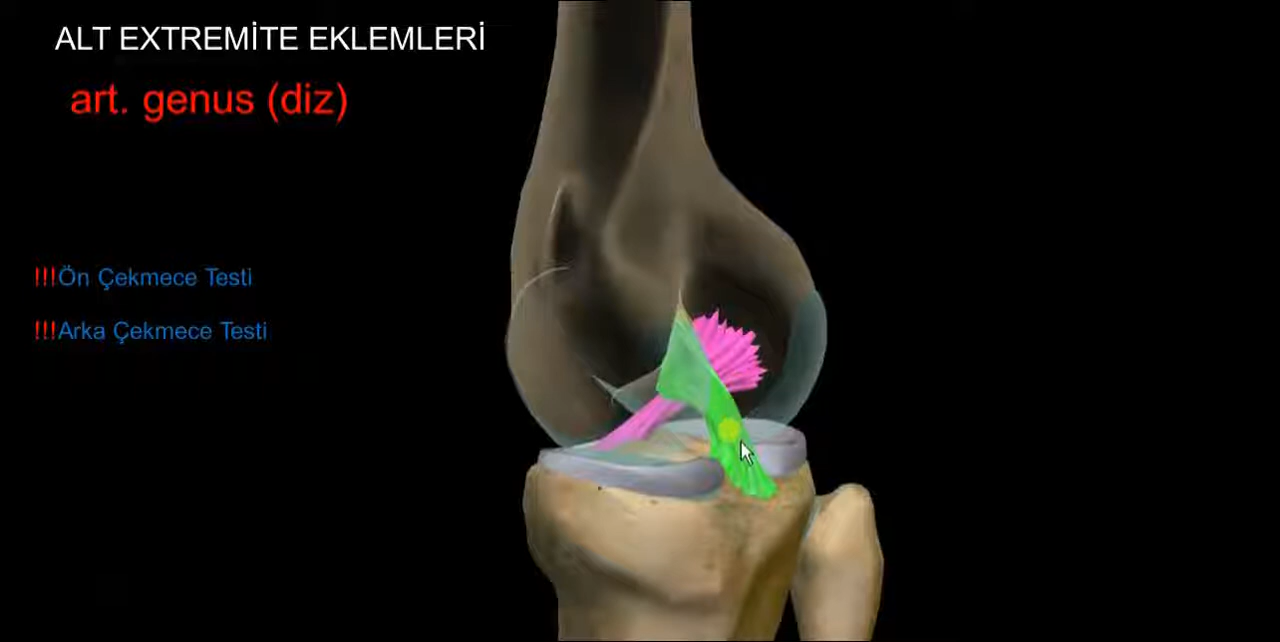 ALT EXTREMİTE EKLEMLERİ
art. genus (diz)
!!!Ön Çekmece Testi
!!!Arka Çekmece Testi